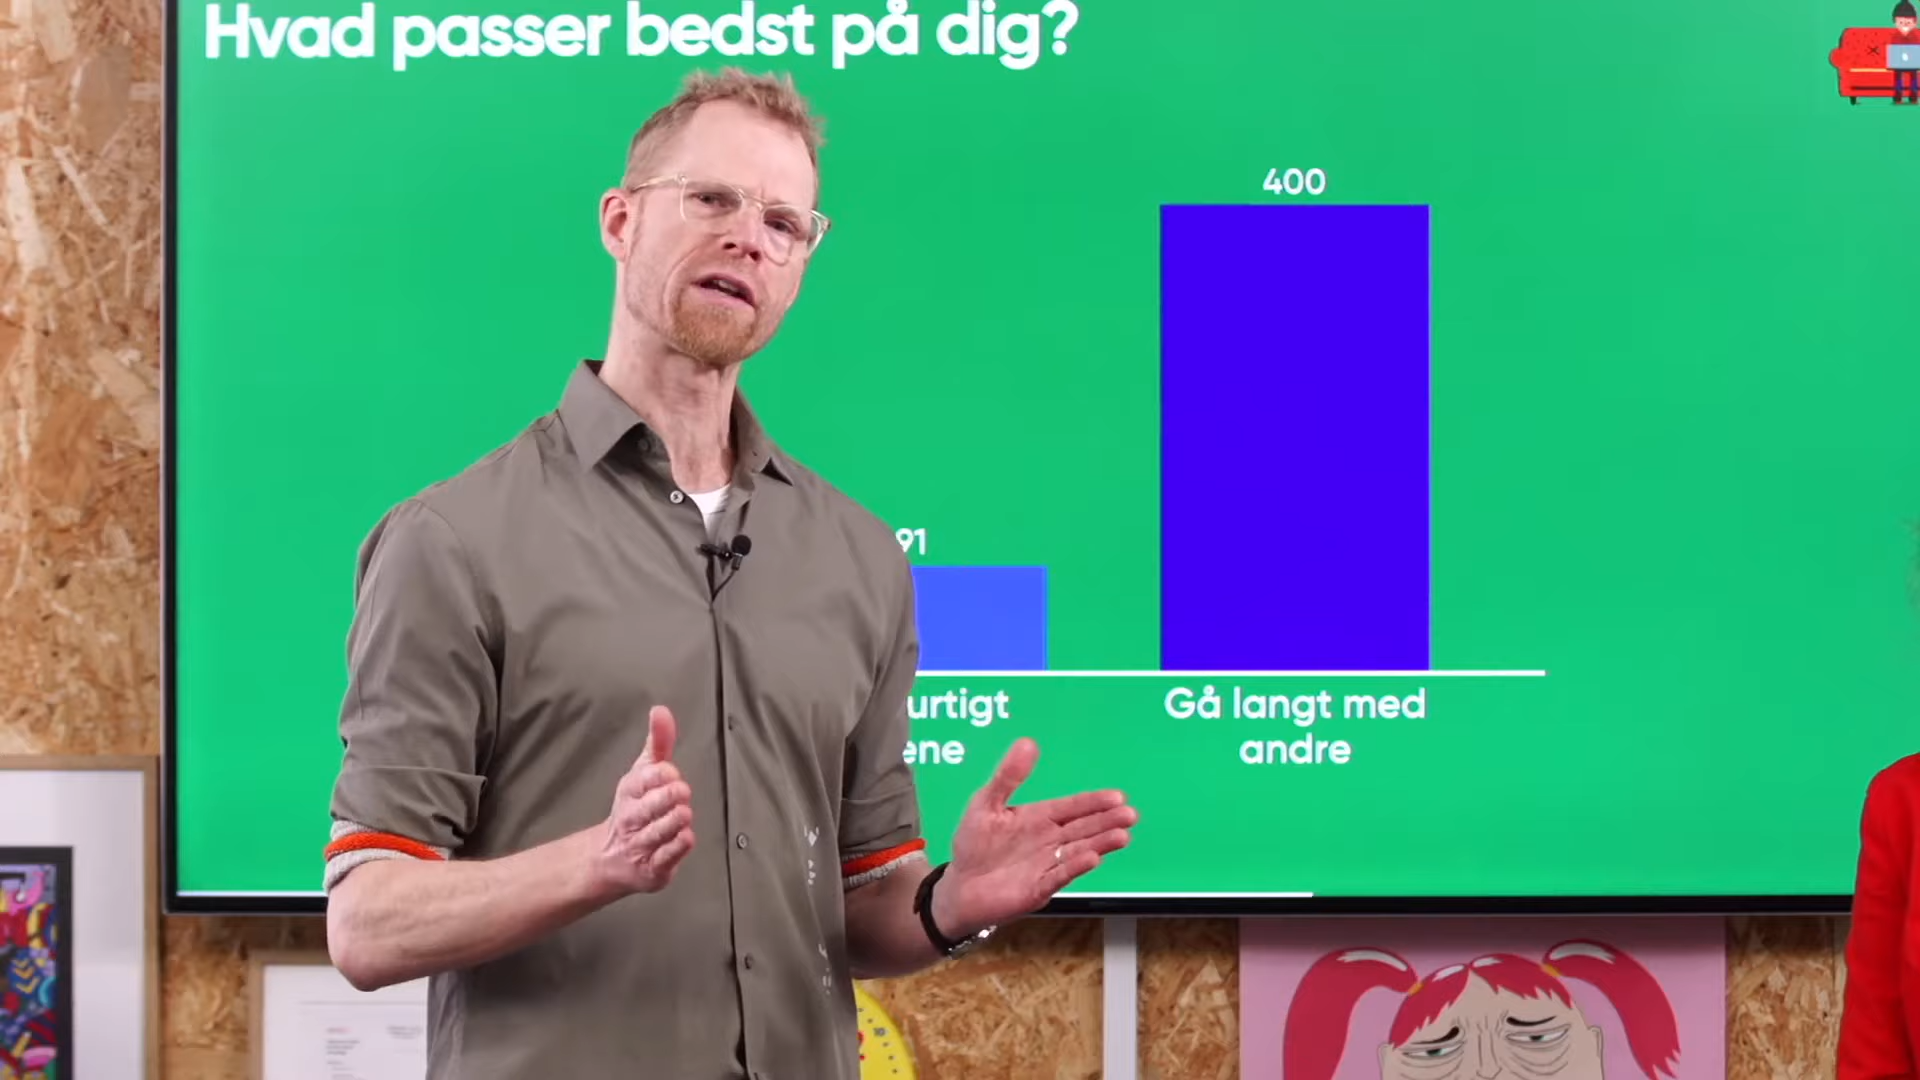 Hvad passer bedst på dig?
400
91
urtigt
ene
Gå langt med
andre